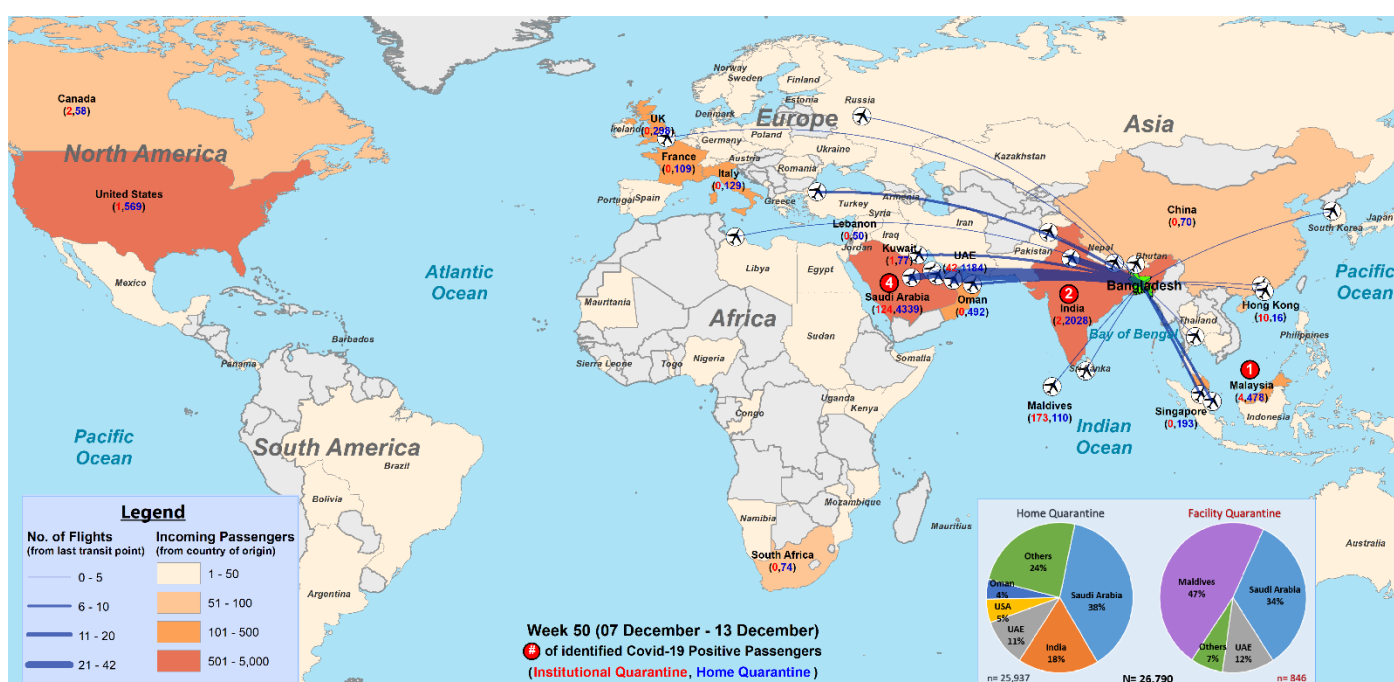 Canada
(2,58)
North America
United States
(1,569)
Mexico
Atlantic
Ocean
Barbados
Panama
Pacific
Ocean
South America
Brazil
Bolivia
Argentina
Norway
Sweden
Finland
Estonia
Russia
UK
(0,298)
Ireland
Denmark
Europe
Asia
Poland
Germany
Ukraine
Kazakhstan
France
(0,109)
Austria
Italy
(0,129)
Romania
Portugal
Spain
Greece
Turkey
Armenia
Syria
Lebanon
(0,50)
Iraq
Iran
Jordan
Kuwait
(1,77)
UAE
(42,1184)
Pakistan
Nepal
Bhutan
China
(0,70)
South Korea
Japan
Pacific
Ocean
Libya
Egypt
4
Saudi Arabia
(124,4339)
Oman
(0,492)
2
India
(2,2028)
Bangladesh
Hong Kong
(10,16)
Mauritania
Africa
Sudan
Bay of Bengal
Thailand
Philippines
Sierra Leone
Togo
Nigeria
Somalia
Sri Lanka
1
Malaysia
(4,478)
Uganda
Kenya
Congo
Maldives
(173,110)
Singapore
(0,193)
Indonesia
Indian
Ocean
Mozambique
Namibia
Mauritius
Australia
South Africa
(0,74)
Legend
No. of Flights
(from last transit point)
0 - 5
6 - 10
11 - 20
21 - 42
Incoming Passengers
(from country of origin)
1 - 50
51 - 100
101 - 500
501 - 5,000
Week 50 (07 December - 13 December)
# of identified Covid-19 Positive Passengers
(Institutional Quarantine, Home Quarantine)
Home Quarantine
Others
24%
Oman
4%
USA
5%
UAE
11%
India
18%
Saudi Arabia
38%
n= 25,937
Facility Quarantine
Maldives
47%
Saudi Arabia
34%
Others
7%
UAE
12%
N= 26,790
n= 846